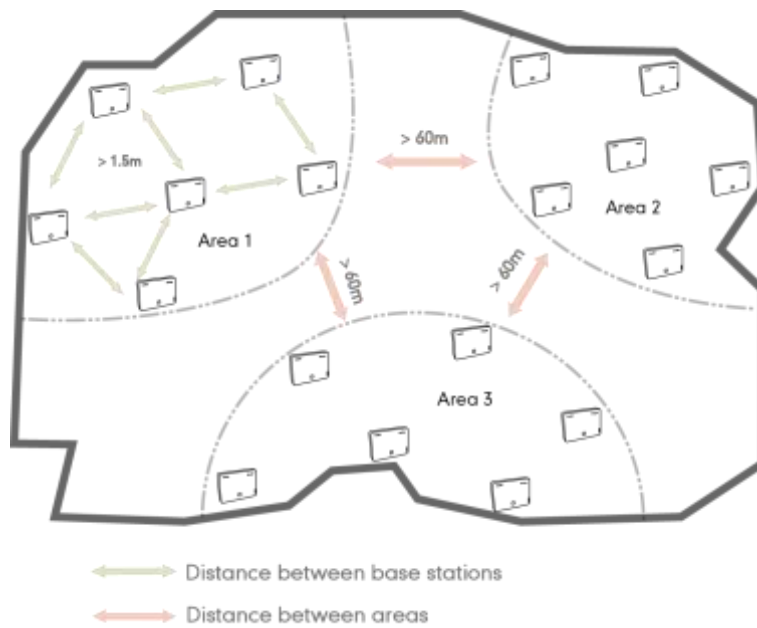 > 60m
> 1.5m
Area 2
Area 1
> 60m
> 60m
Area 3
Distance between base stations
Distance between areas